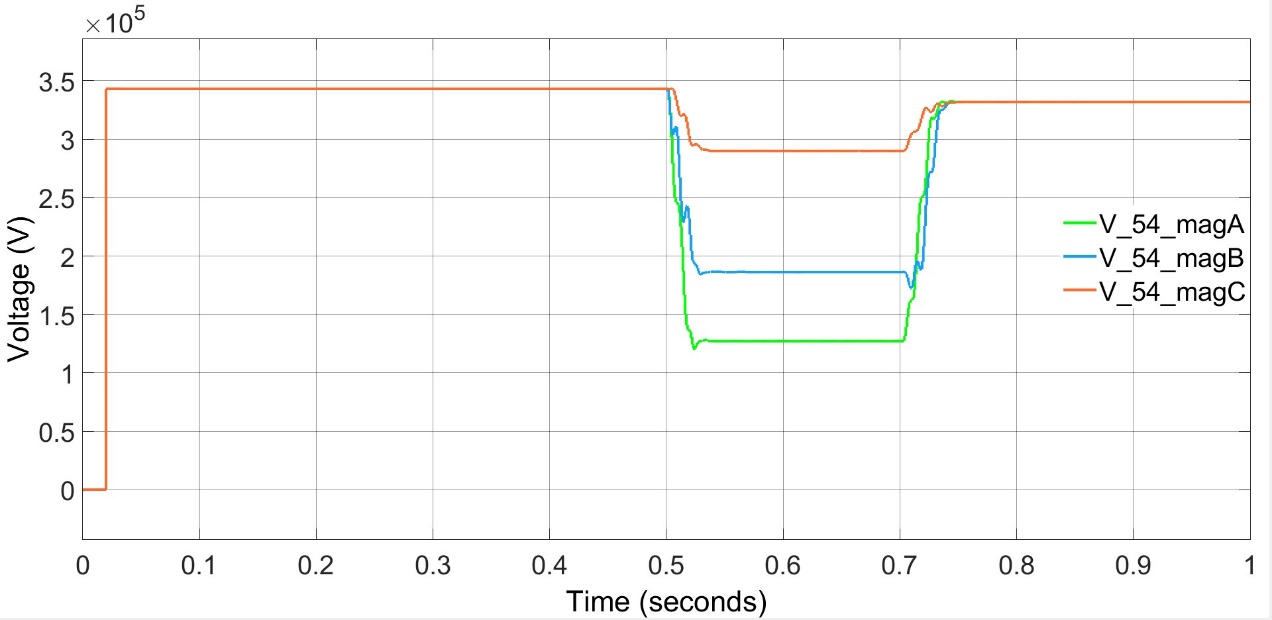 ×10⁵
3.5
3
2.5
2
1.5
1
0.5
0
Voltage (V)
V_54_magA
V_54_magB
V_54_magC
0 0.1 0.2 0.3 0.4 0.5 0.6 0.7 0.8 0.9 1
Time (seconds)